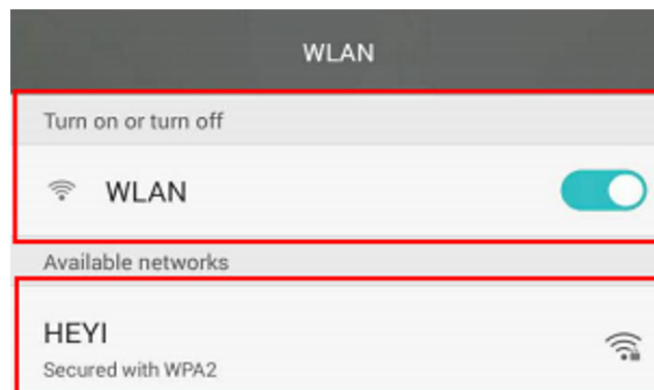 WLAN
Turn on or turn off
WLAN
Available networks
HEYI
Secured with WPA2